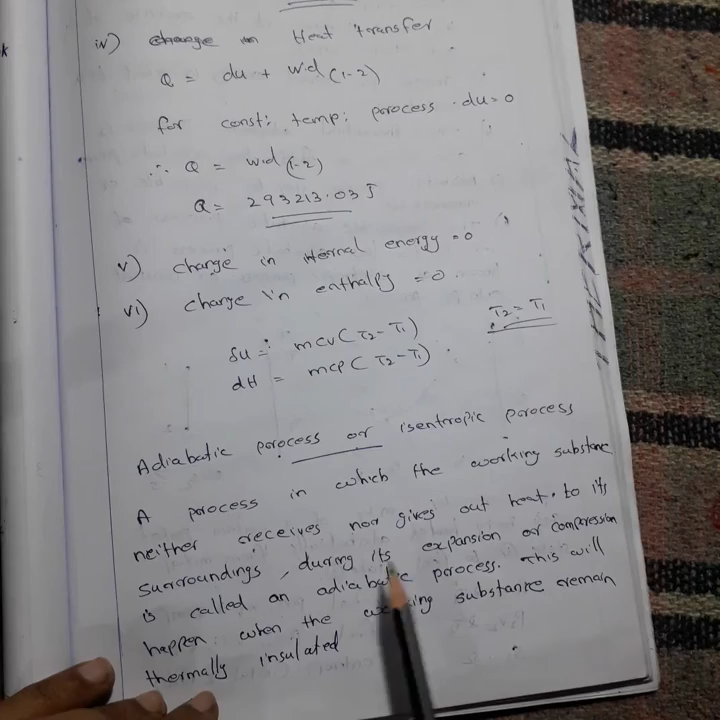 iv) change in Heat transfer
Q = du + w.d (1-2)
for const: temp: process . du=0
∴ Q = w.d (1-2)
Q = 293213.03 J
v) change in internal energy = 0
vi) change in enthalpy = 0.
δu = mcv ( T2 - T1)
T2 = T1
dH = mcp ( T2 - T1) .
Adiabatic process or isentropic process
A process in which the working substane
neither receives nor gives out heat. to its
surroundings , during its expansion or compression
is called an adiabatic process. This will
happen when the working substance remain
thermally insulated